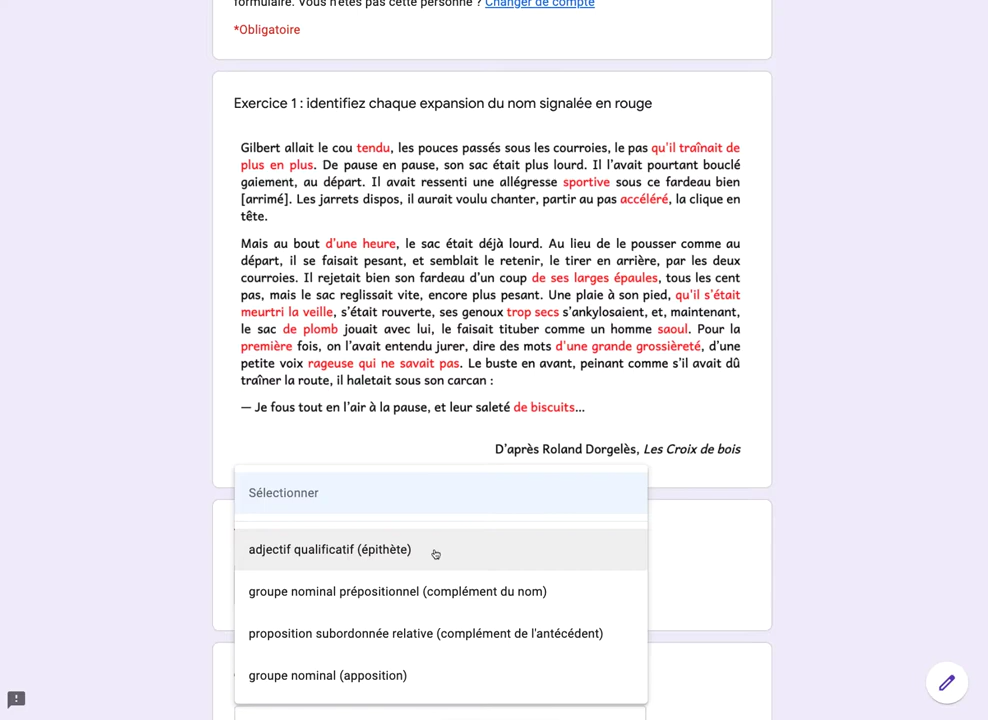 formulaire. Vous n'êtes pas cette personne ? Changer de compte
*Obligatoire
Exercice 1 : identifiez chaque expansion du nom signalée en rouge
Gilbert allait le cou tendu, les pouces passés sous les courroies, le pas qu'il traînait de
plus en plus. De pause en pause, son sac était plus lourd. Il l'avait pourtant bouclé
gaiement, au départ. Il avait ressenti une allégresse sportive sous ce fardeau bien
[arrimé]. Les jarrets dispos, il aurait voulu chanter, partir au pas accéléré, la clique en
tête.
Mais au bout d'une heure, le sac était déjà lourd. Au lieu de le pousser comme au
départ, il se faisait pesant, et semblait le retenir, le tirer en arrière, par les deux
courroies. Il rejetait bien son fardeau d'un coup de ses larges épaules, tous les cent
pas, mais le sac reglissait vite, encore plus pesant. Une plaie à son pied, qu'il s'était
meurtri la veille, s'était rouverte, ses genoux trop secs s'ankylosaient, et, maintenant,
le sac de plomb jouait avec lui, le faisait tituber comme un homme saoul. Pour la
première fois, on l'avait entendu jurer, dire des mots d'une grande grossièreté, d'une
petite voix rageuse qui ne savait pas. Le buste en avant, peinant comme s'il avait dû
traîner la route, il haletait sous son carcan :
— Je fous tout en l'air à la pause, et leur saleté de biscuits...
D'après Roland Dorgelès, Les Croix de bois
Sélectionner
adjectif qualificatif (épithète)
groupe nominal prépositionnel (complément du nom)
proposition subordonnée relative (complément de l'antécédent)
groupe nominal (apposition)